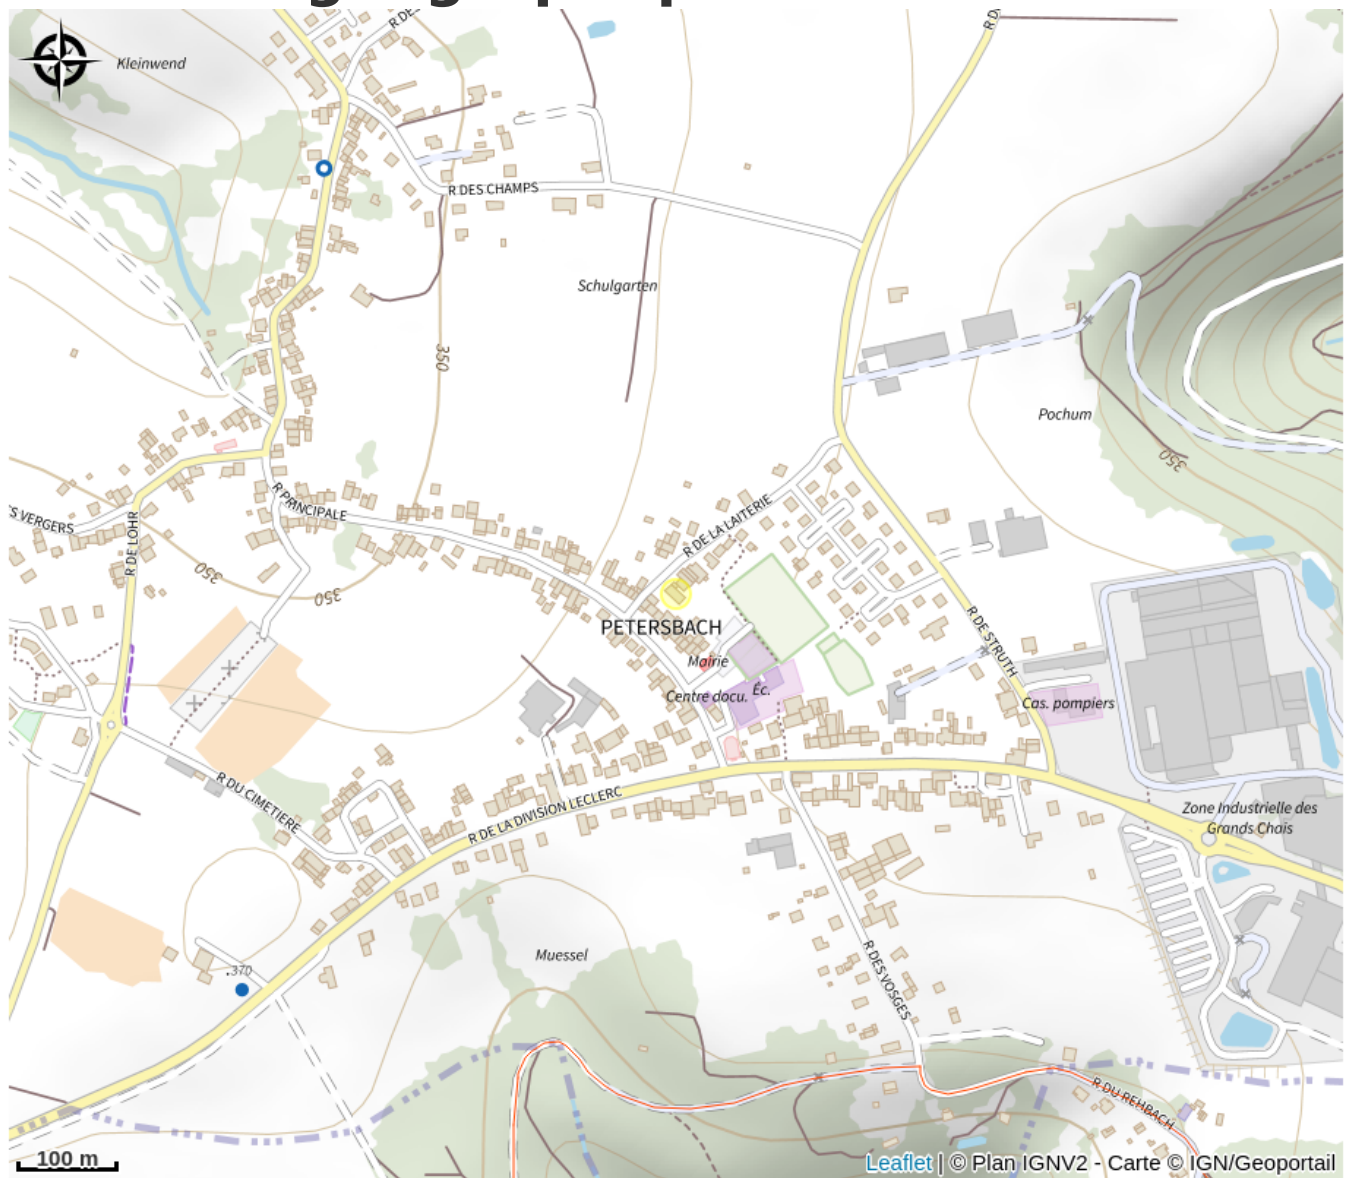 Kleinwend
R DES CHAMPS
Schulgarten
350
Pochum
350
R PRINCIPALE
S VERGERS
R DE LOHR
R DE LA LAITERIE
350
350
PETERSBACH
R DE STRUTH
Mairie
Centre docu.
Éc.
Cas. pompiers
R DU CIMETIERE
R DE LA DIVISION LECLERC
Zone Industrielle des
Grands Chais
Muessel
.370
R DES VOSGES
R DU REHBACH
100 m
Leaflet | © Plan IGNV2 - Carte © IGN/Geoportail